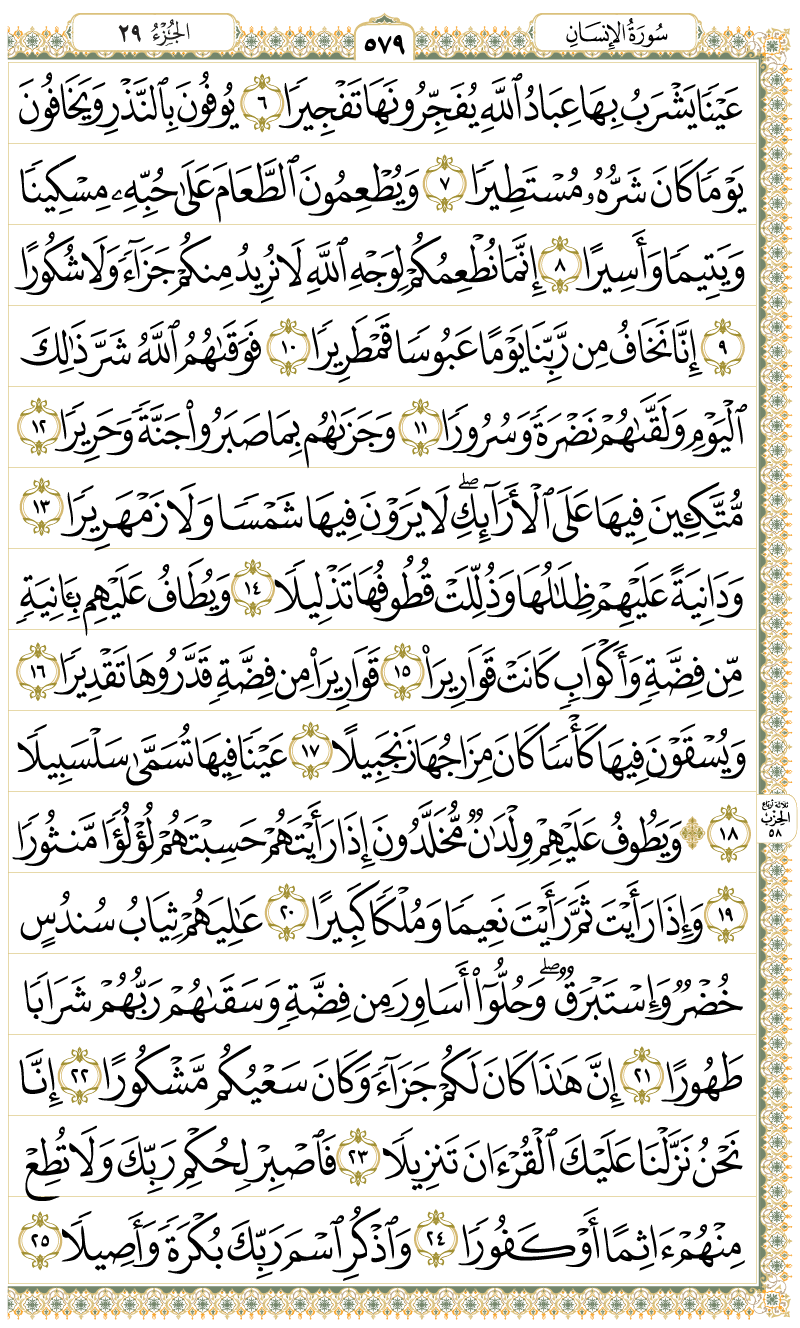 سُورَةُ الإِنسَانِ
٥٧٩
الجُزْءُ ٢٩
عَيْنًا يَشْرَبُ بِهَا عِبَادُ ٱللَّهِ يُفَجِّرُونَهَا تَفْجِيرًا ٦ يُوفُونَ بِٱلنَّذْرِ وَيَخَافُونَ
يَوْمًا كَانَ شَرُّهُۥ مُسْتَطِيرًا ٧ وَيُطْعِمُونَ ٱلطَّعَامَ عَلَىٰ حُبِّهِۦ مِسْكِينًا
وَيَتِيمًا وَأَسِيرًا ٨ إِنَّمَا نُطْعِمُكُمْ لِوَجْهِ ٱللَّهِ لَا نُرِيدُ مِنكُمْ جَزَآءً وَلَا شُكُورًا
٩ إِنَّا نَخَافُ مِن رَّبِّنَا يَوْمًا عَبُوسًا قَمْطَرِيرًا ١٠ فَوَقَىٰهُمُ ٱللَّهُ شَرَّ ذَٰلِكَ
ٱلْيَوْمِ وَلَقَّىٰهُمْ نَضْرَةً وَسُرُورًا ١١ وَجَزَىٰهُم بِمَا صَبَرُوا۟ جَنَّةً وَحَرِيرًا ١٢
مُّتَّكِـِٔينَ فِيهَا عَلَى ٱلْأَرَآئِكِ ۖ لَا يَرَوْنَ فِيهَا شَمْسًا وَلَا زَمْهَرِيرًا ١٣
وَدَانِيَةً عَلَيْهِمْ ظِلَـٰلُهَا وَذُلِّلَتْ قُطُوفُهَا تَذْلِيلًا ١٤ وَيُطَافُ عَلَيْهِم بِـَٔانِيَةٍ
مِّن فِضَّةٍ وَأَكْوَابٍ كَانَتْ قَوَارِيرَا۠ ١٥ قَوَارِيرَا۟ مِن فِضَّةٍ قَدَّرُوهَا تَقْدِيرًا ١٦
وَيُسْقَوْنَ فِيهَا كَأْسًا كَانَ مِزَاجُهَا زَنجَبِيلًا ١٧ عَيْنًا فِيهَا تُسَمَّىٰ سَلْسَبِيلًا
١٨ ۞ وَيَطُوفُ عَلَيْهِمْ وِلْدَٰنٌ مُّخَلَّدُونَ إِذَا رَأَيْتَهُمْ حَسِبْتَهُمْ لُؤْلُؤًا مَّنثُورًا
ثلاثة أرباع
الحِزْب
٥٨
١٩ وَإِذَا رَأَيْتَ ثَمَّ رَأَيْتَ نَعِيمًا وَمُلْكًا كَبِيرًا ٢٠ عَـٰلِيَهُمْ ثِيَابُ سُندُسٍ
خُضْرٌ وَإِسْتَبْرَقٌ ۖ وَحُلُّوٓا۟ أَسَاوِرَ مِن فِضَّةٍ وَسَقَىٰهُمْ رَبُّهُمْ شَرَابًا
طَهُورًا ٢١ إِنَّ هَـٰذَا كَانَ لَكُمْ جَزَآءً وَكَانَ سَعْيُكُم مَّشْكُورًا ٢٢ إِنَّا
نَحْنُ نَزَّلْنَا عَلَيْكَ ٱلْقُرْءَانَ تَنزِيلًا ٢٣ فَٱصْبِرْ لِحُكْمِ رَبِّكَ وَلَا تُطِعْ
مِنْهُمْ ءَاثِمًا أَوْ كَفُورًا ٢٤ وَٱذْكُرِ ٱسْمَ رَبِّكَ بُكْرَةً وَأَصِيلًا ٢٥